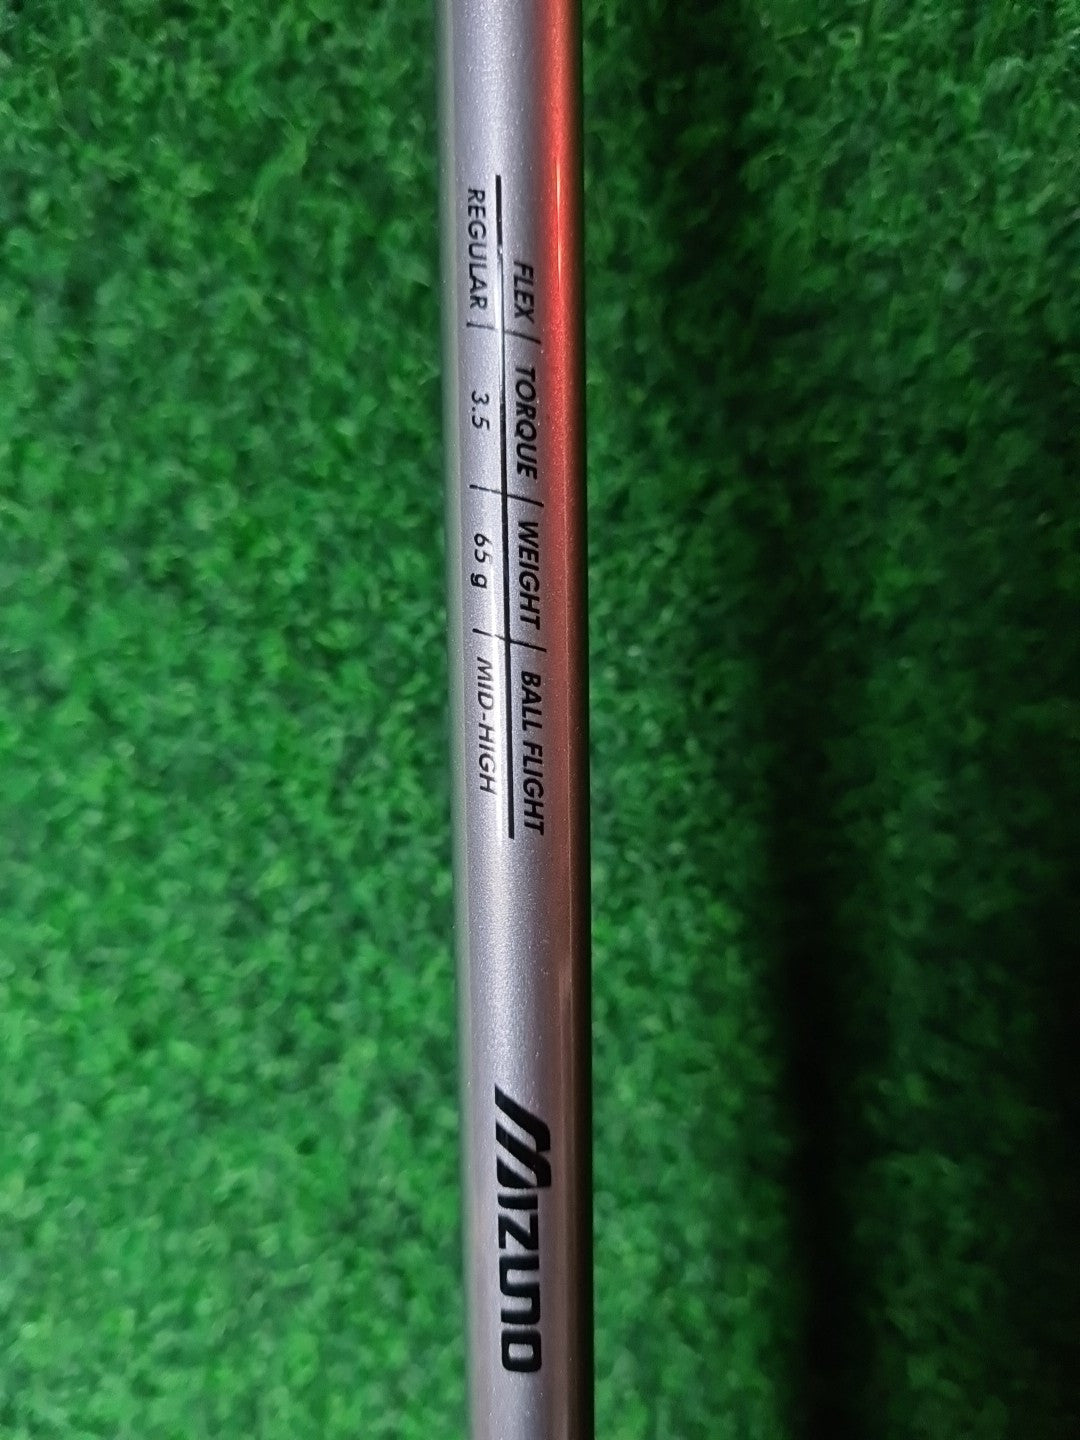 FLEX | TORQUE | WEIGHT | BALL FLIGHT
REGULAR | 3.5 | 65 g | MID-HIGH
MIZUNO